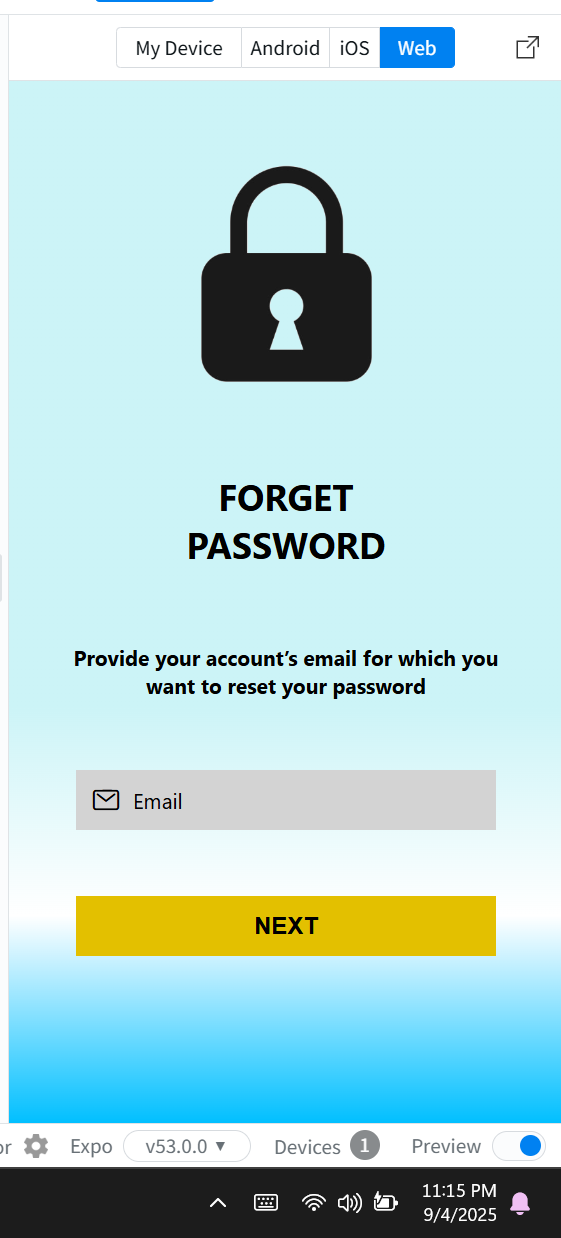 My Device Android iOS Web
FORGET
PASSWORD
Provide your account’s email for which you
want to reset your password
Email
NEXT
or Expo v53.0.0 Devices 1 Preview
11:15 PM
9/4/2025